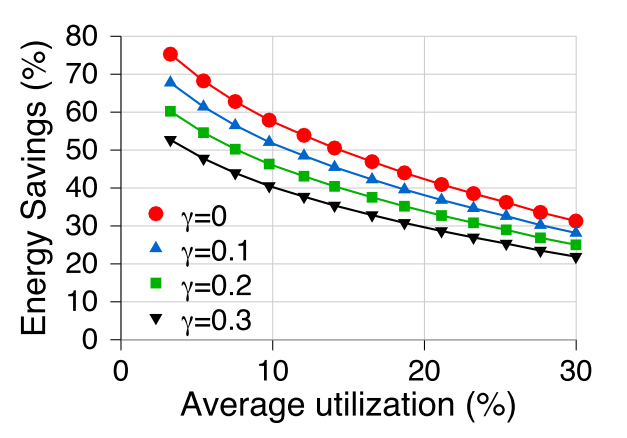 80
70
60
50
40
30
20
10
0
Energy Savings (%)
γ=0
γ=0.1
γ=0.2
γ=0.3
0 10 20 30
Average utilization (%)